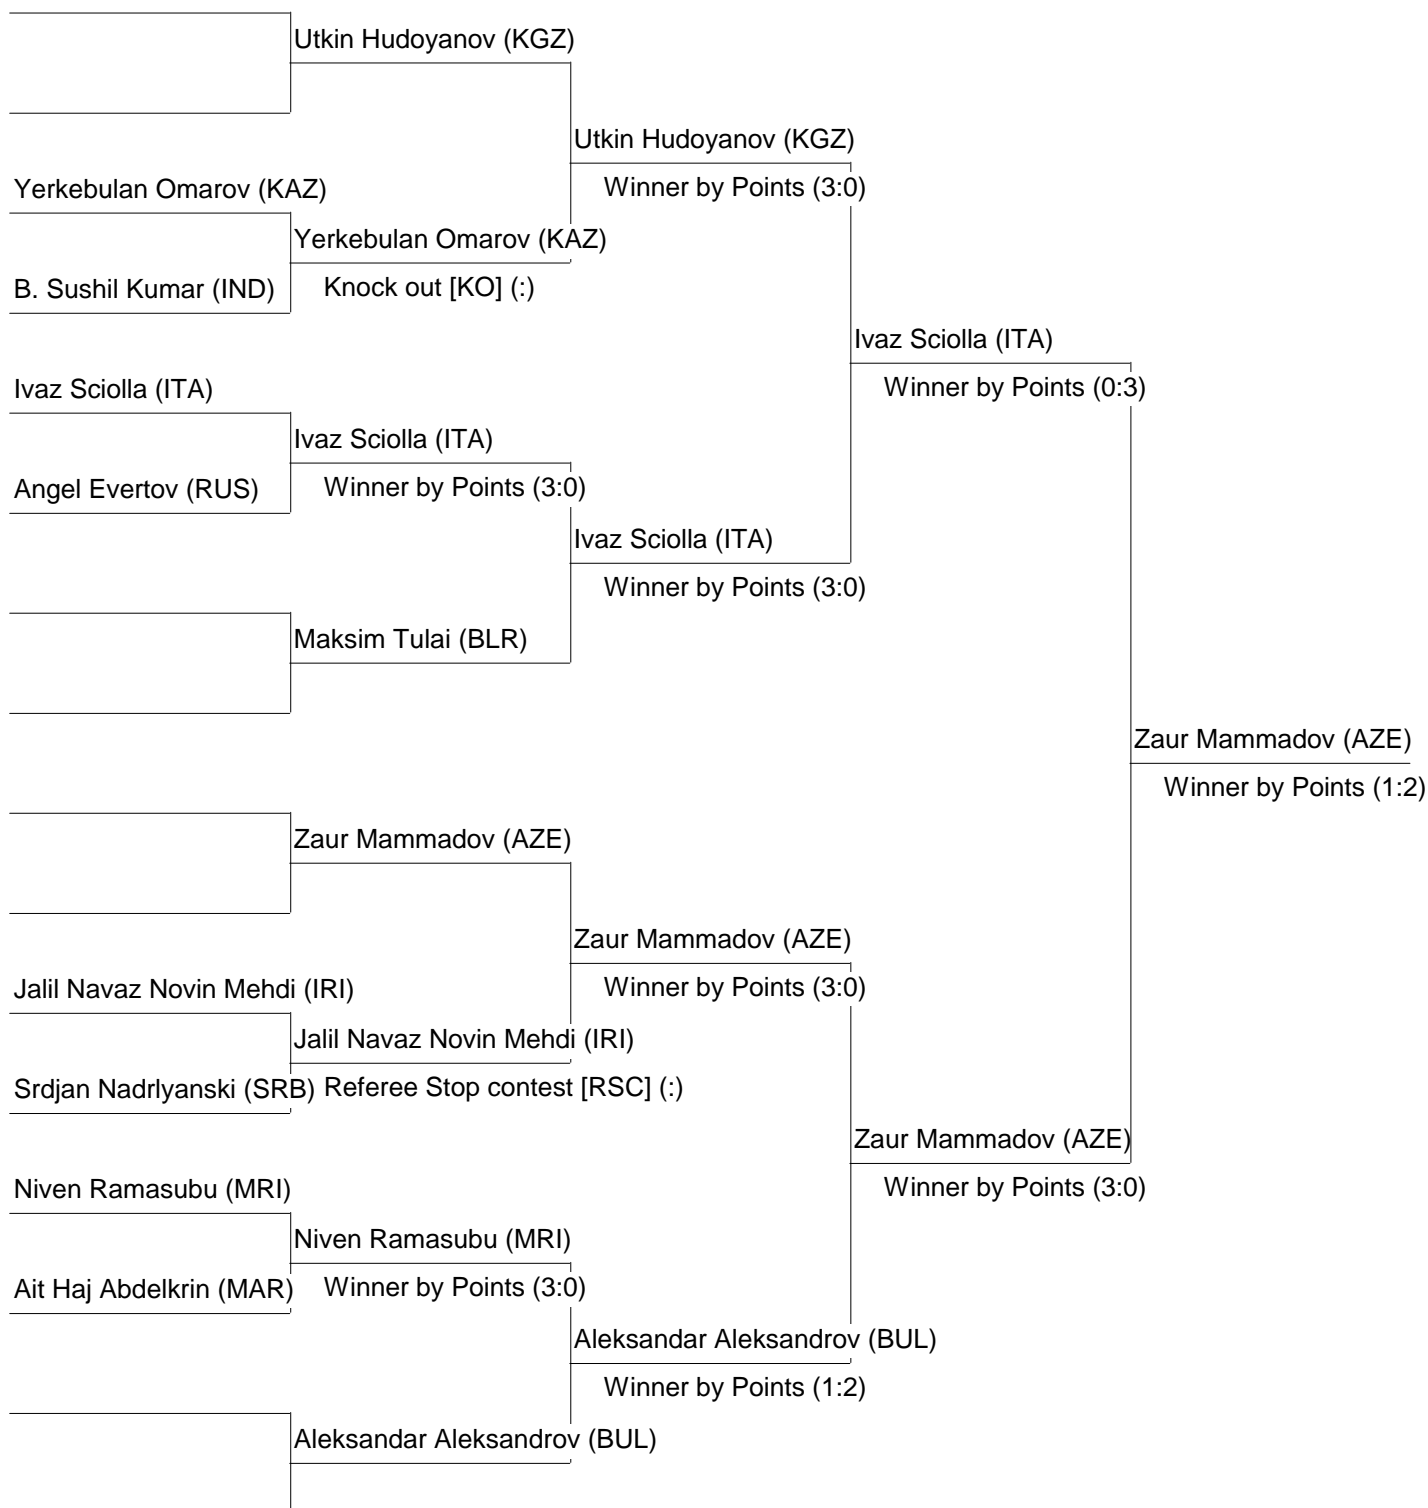 Utkin Hudoyanov (KGZ)
Utkin Hudoyanov (KGZ)
Yerkebulan Omarov (KAZ)
Winner by Points (3:0)
Yerkebulan Omarov (KAZ)
B. Sushil Kumar (IND)
Knock out [KO] (:)
Ivaz Sciolla (ITA)
Ivaz Sciolla (ITA)
Winner by Points (0:3)
Ivaz Sciolla (ITA)
Angel Evertov (RUS)
Winner by Points (3:0)
Ivaz Sciolla (ITA)
Winner by Points (3:0)
Maksim Tulai (BLR)
Zaur Mammadov (AZE)
Winner by Points (1:2)
Zaur Mammadov (AZE)
Zaur Mammadov (AZE)
Jalil Navaz Novin Mehdi (IRI)
Winner by Points (3:0)
Jalil Navaz Novin Mehdi (IRI)
Srdjan Nadrlyanski (SRB)
Referee Stop contest [RSC] (:)
Zaur Mammadov (AZE)
Niven Ramasubu (MRI)
Winner by Points (3:0)
Niven Ramasubu (MRI)
Ait Haj Abdelkrin (MAR)
Winner by Points (3:0)
Aleksandar Aleksandrov (BUL)
Winner by Points (1:2)
Aleksandar Aleksandrov (BUL)